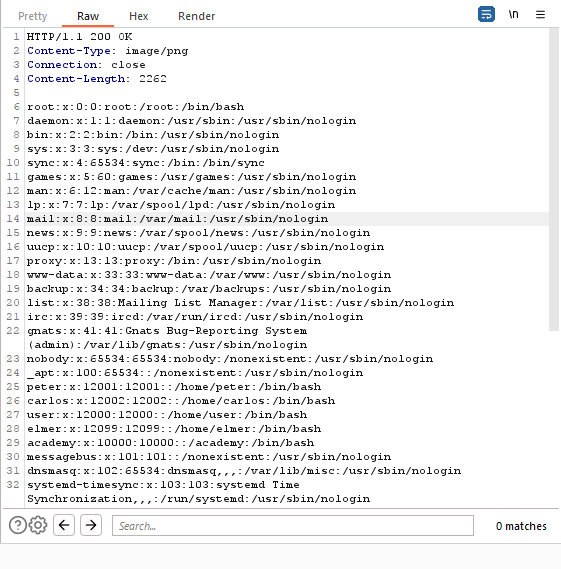 Pretty Raw Hex Render \n
1 HTTP/1.1 200 OK
2 Content-Type: image/png
3 Connection: close
4 Content-Length: 2262
5
6 root:x:0:0:root:/root:/bin/bash
7 daemon:x:1:1:daemon:/usr/sbin:/usr/sbin/nologin
8 bin:x:2:2:bin:/bin:/usr/sbin/nologin
9 sys:x:3:3:sys:/dev:/usr/sbin/nologin
10 sync:x:4:65534:sync:/bin:/bin/sync
11 games:x:5:60:games:/usr/games:/usr/sbin/nologin
12 man:x:6:12:man:/var/cache/man:/usr/sbin/nologin
13 lp:x:7:7:lp:/var/spool/lpd:/usr/sbin/nologin
14 mail:x:8:8:mail:/var/mail:/usr/sbin/nologin
15 news:x:9:9:news:/var/spool/news:/usr/sbin/nologin
16 uucp:x:10:10:uucp:/var/spool/uucp:/usr/sbin/nologin
17 proxy:x:13:13:proxy:/bin:/usr/sbin/nologin
18 www-data:x:33:33:www-data:/var/www:/usr/sbin/nologin
19 backup:x:34:34:backup:/var/backups:/usr/sbin/nologin
20 list:x:38:38:Mailing List Manager:/var/list:/usr/sbin/nologin
21 irc:x:39:39:ircd:/var/run/ircd:/usr/sbin/nologin
22 gnats:x:41:41:Gnats Bug-Reporting System
(admin):/var/lib/gnats:/usr/sbin/nologin
23 nobody:x:65534:65534:nobody:/nonexistent:/usr/sbin/nologin
24 _apt:x:100:65534::/nonexistent:/usr/sbin/nologin
25 peter:x:12001:12001::/home/peter:/bin/bash
26 carlos:x:12002:12002::/home/carlos:/bin/bash
27 user:x:12000:12000::/home/user:/bin/bash
28 elmer:x:12099:12099::/home/elmer:/bin/bash
29 academy:x:10000:10000::/academy:/bin/bash
30 messagebus:x:101:101::/nonexistent:/usr/sbin/nologin
31 dnsmasq:x:102:65534:dnsmasq,,,:/var/lib/misc:/usr/sbin/nologin
32 systemd-timesync:x:103:103:systemd Time
Synchronization,,,:/run/systemd:/usr/sbin/nologin
Search... 0 matches